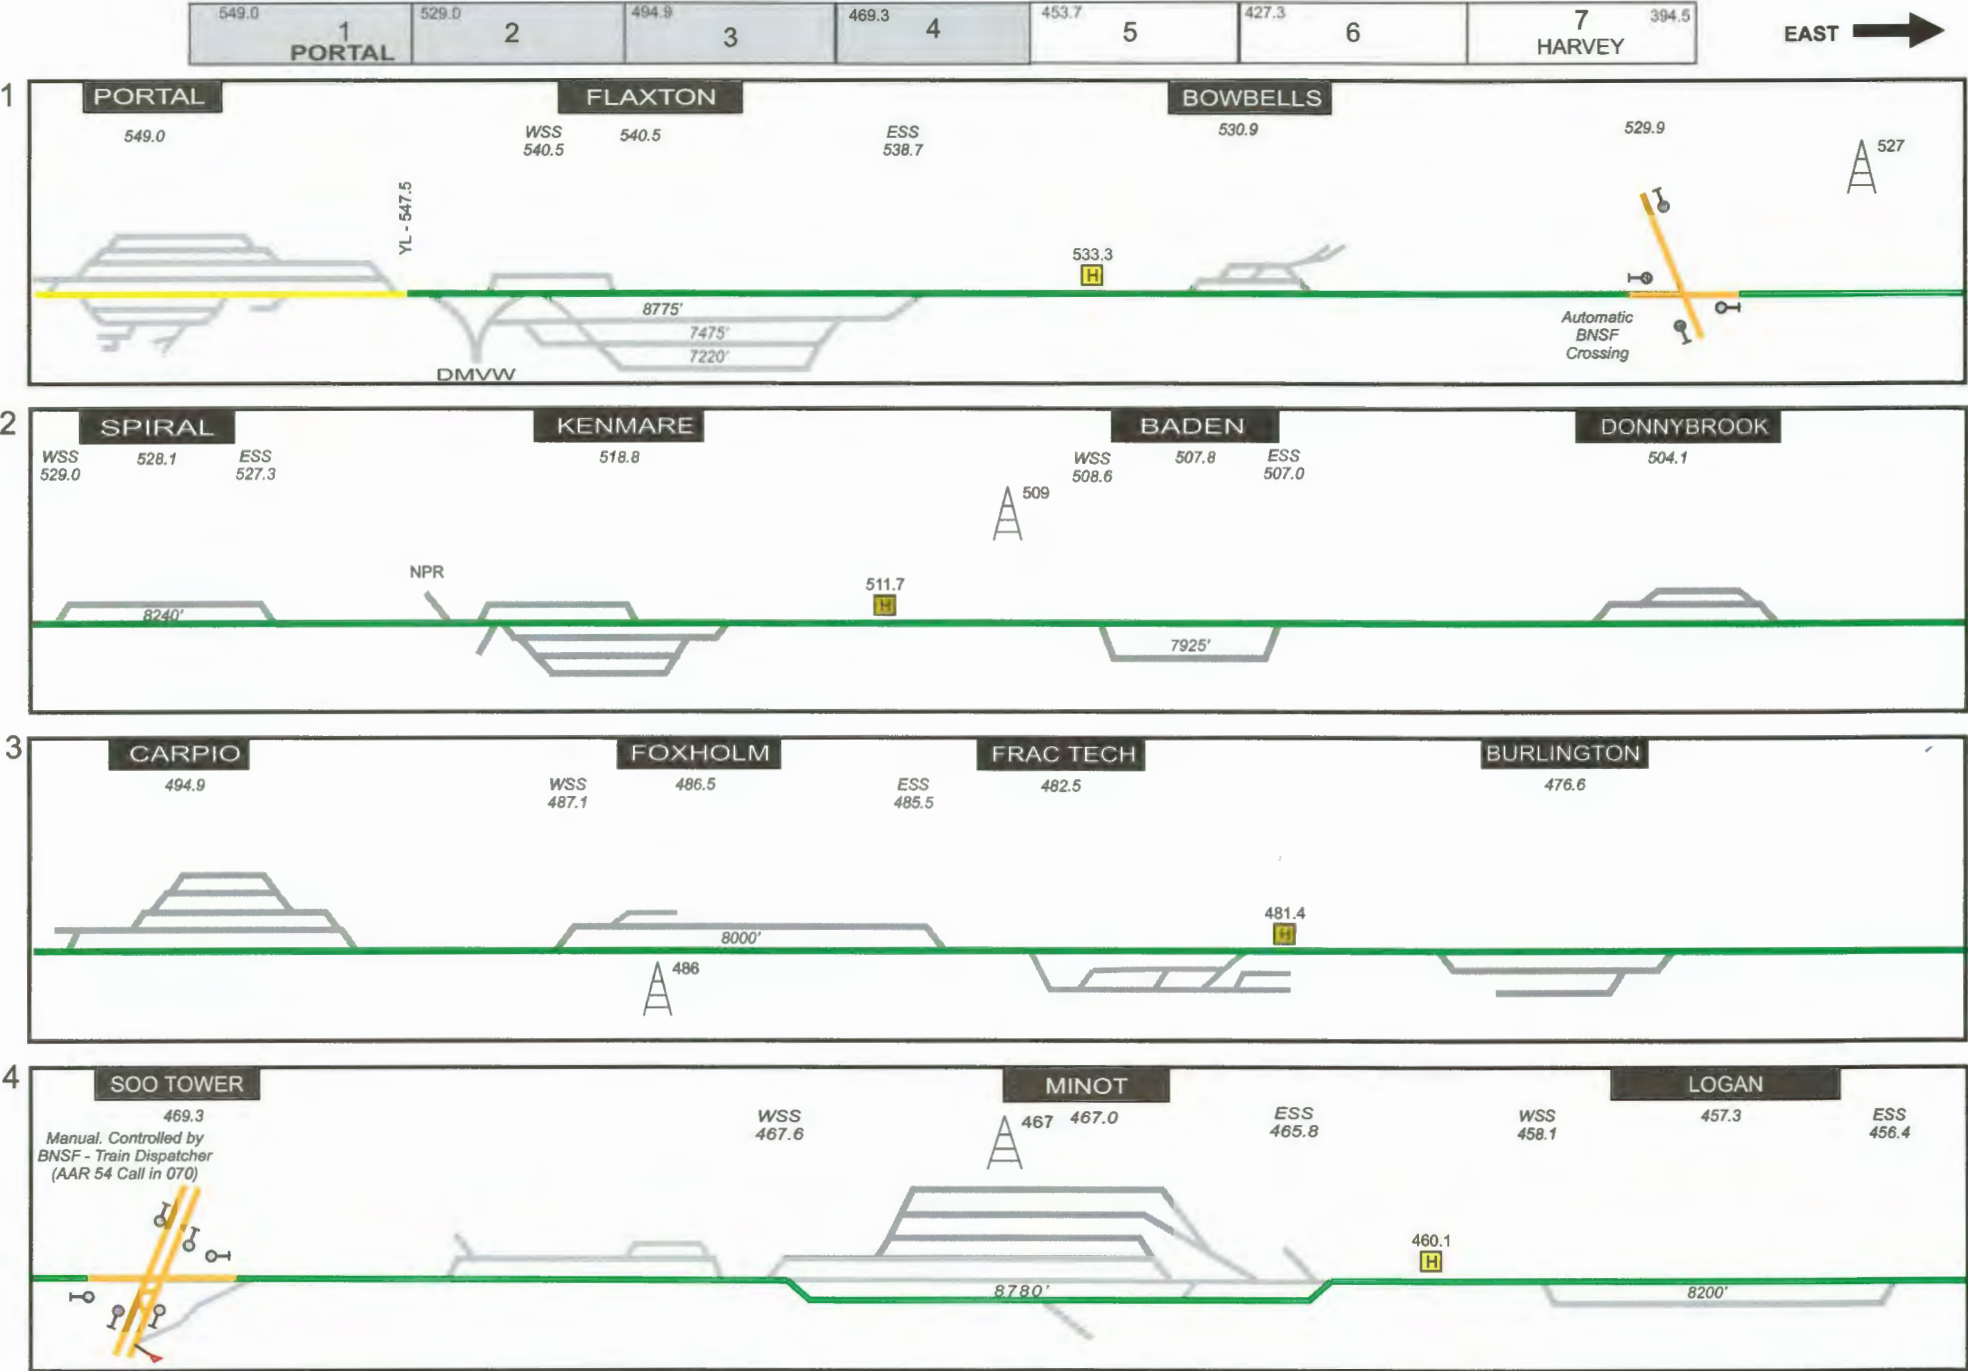 549.0 529.0 494.9 469.3 453.7 427.3 394.5
1 2 3 4 5 6 7
PORTAL HARVEY
EAST
1
PORTAL FLAXTON BOWBELLS
549.0 WSS 540.5 ESS 530.9 529.9
540.5 538.7
527
YL - 547.5
533.3
H
8775'
7475'
7220'
DMVW
Automatic
BNSF
Crossing
2
SPIRAL KENMARE BADEN DONNYBROOK
WSS 528.1 ESS 518.8 WSS 507.8 ESS 504.1
529.0 527.3 508.6 507.0
509
NPR
511.7
H
8240'
7925'
3
CARPIO FOXHOLM FRAC TECH BURLINGTON
494.9 WSS 486.5 ESS 482.5 476.6
487.1 485.5
481.4
H
8000'
486
4
SOO TOWER MINOT LOGAN
469.3 WSS 467 467.0 ESS WSS 457.3 ESS
467.6 465.8 458.1 456.4
Manual. Controlled by
BNSF - Train Dispatcher
(AAR 54 Call in 070)
460.1
H
8780'
8200'